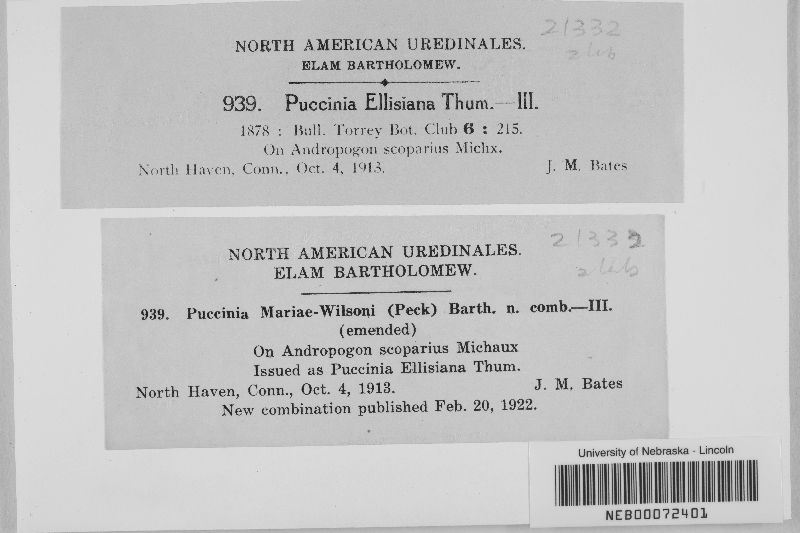 21332
NORTH AMERICAN UREDINALES.
ELAM BARTHOLOMEW.
939. Puccinia Ellisiana Thum.—III.
1878 : Bull. Torrey Bot. Club 6 : 215.
On Andropogon scoparius Michx.
North Haven, Conn., Oct. 4, 1913. J. M. Bates
21332
NORTH AMERICAN UREDINALES.
ELAM BARTHOLOMEW.
939. Puccinia Mariae-Wilsoni (Peck) Barth. n. comb.—III.
(emended)
On Andropogon scoparius Michaux
Issued as Puccinia Ellisiana Thum.
North Haven, Conn., Oct. 4, 1913. J. M. Bates
New combination published Feb. 20, 1922.
University of Nebraska - Lincoln
NEB00072401